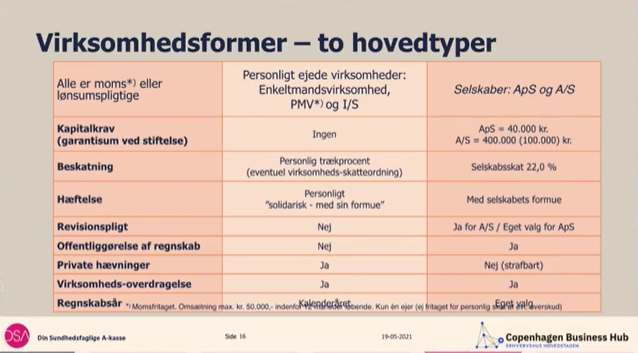 Virksomhedsformer – to hovedtyper
Alle er moms*) eller
lønsumspligtige
Personligt ejede virksomheder:
Enkeltmandsvirksomhed,
PMV*) og I/S
Selskaber: ApS og A/S
Kapitalkrav
(garantisum ved stiftelse)
Ingen
ApS = 40.000 kr.
A/S = 400.000 (100.000) kr.
Beskatning
Personlig trækprocent
(eventuel virksomheds-skatteordning)
Selskabsskat 22,0 %
Hæftelse
Personligt
"solidarisk - med sin formue"
Med selskabets formue
Revisionspligt
Nej
Ja for A/S / Eget valg for ApS
Offentliggørelse af regnskab
Nej
Ja
Private hævninger
Ja
Nej (strafbart)
Virksomheds-overdragelse
Ja
Ja
Regnskabsår
Kalenderåret
Eget valg
*) Momsfritaget. Omsætning max. kr. 50.000,- indenfor 12 måneder løbende. Kun én ejer (ej fritaget for personlig skat af evt. overskud)
DSA
Din Sundhedsfaglige A-kasse
Side 16
19-05-2021
Copenhagen Business Hub
ERHVERVSHUS HOVEDSTADEN